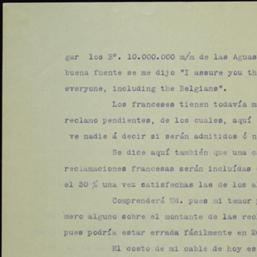 gar los Bs. 10.000.000 m/m de las Aguas
buena fuente se me dijo "I assure you th
everyone, including the Belgians".
Los franceses tienen todavía m
reclamo pendientes, de los cuales, aquí
ve nadie á decir si serán admitidos ó n
Se dice aquí también que una c
reclamaciones francesas serán incluídas
el 30 % una vez satisfechas las de los a
Comprenderá Ud. pues mi temor
mero alguno sobre el montante de las rec
pues podría estar errada fácilmente en
El costo de mi cable de hoy es